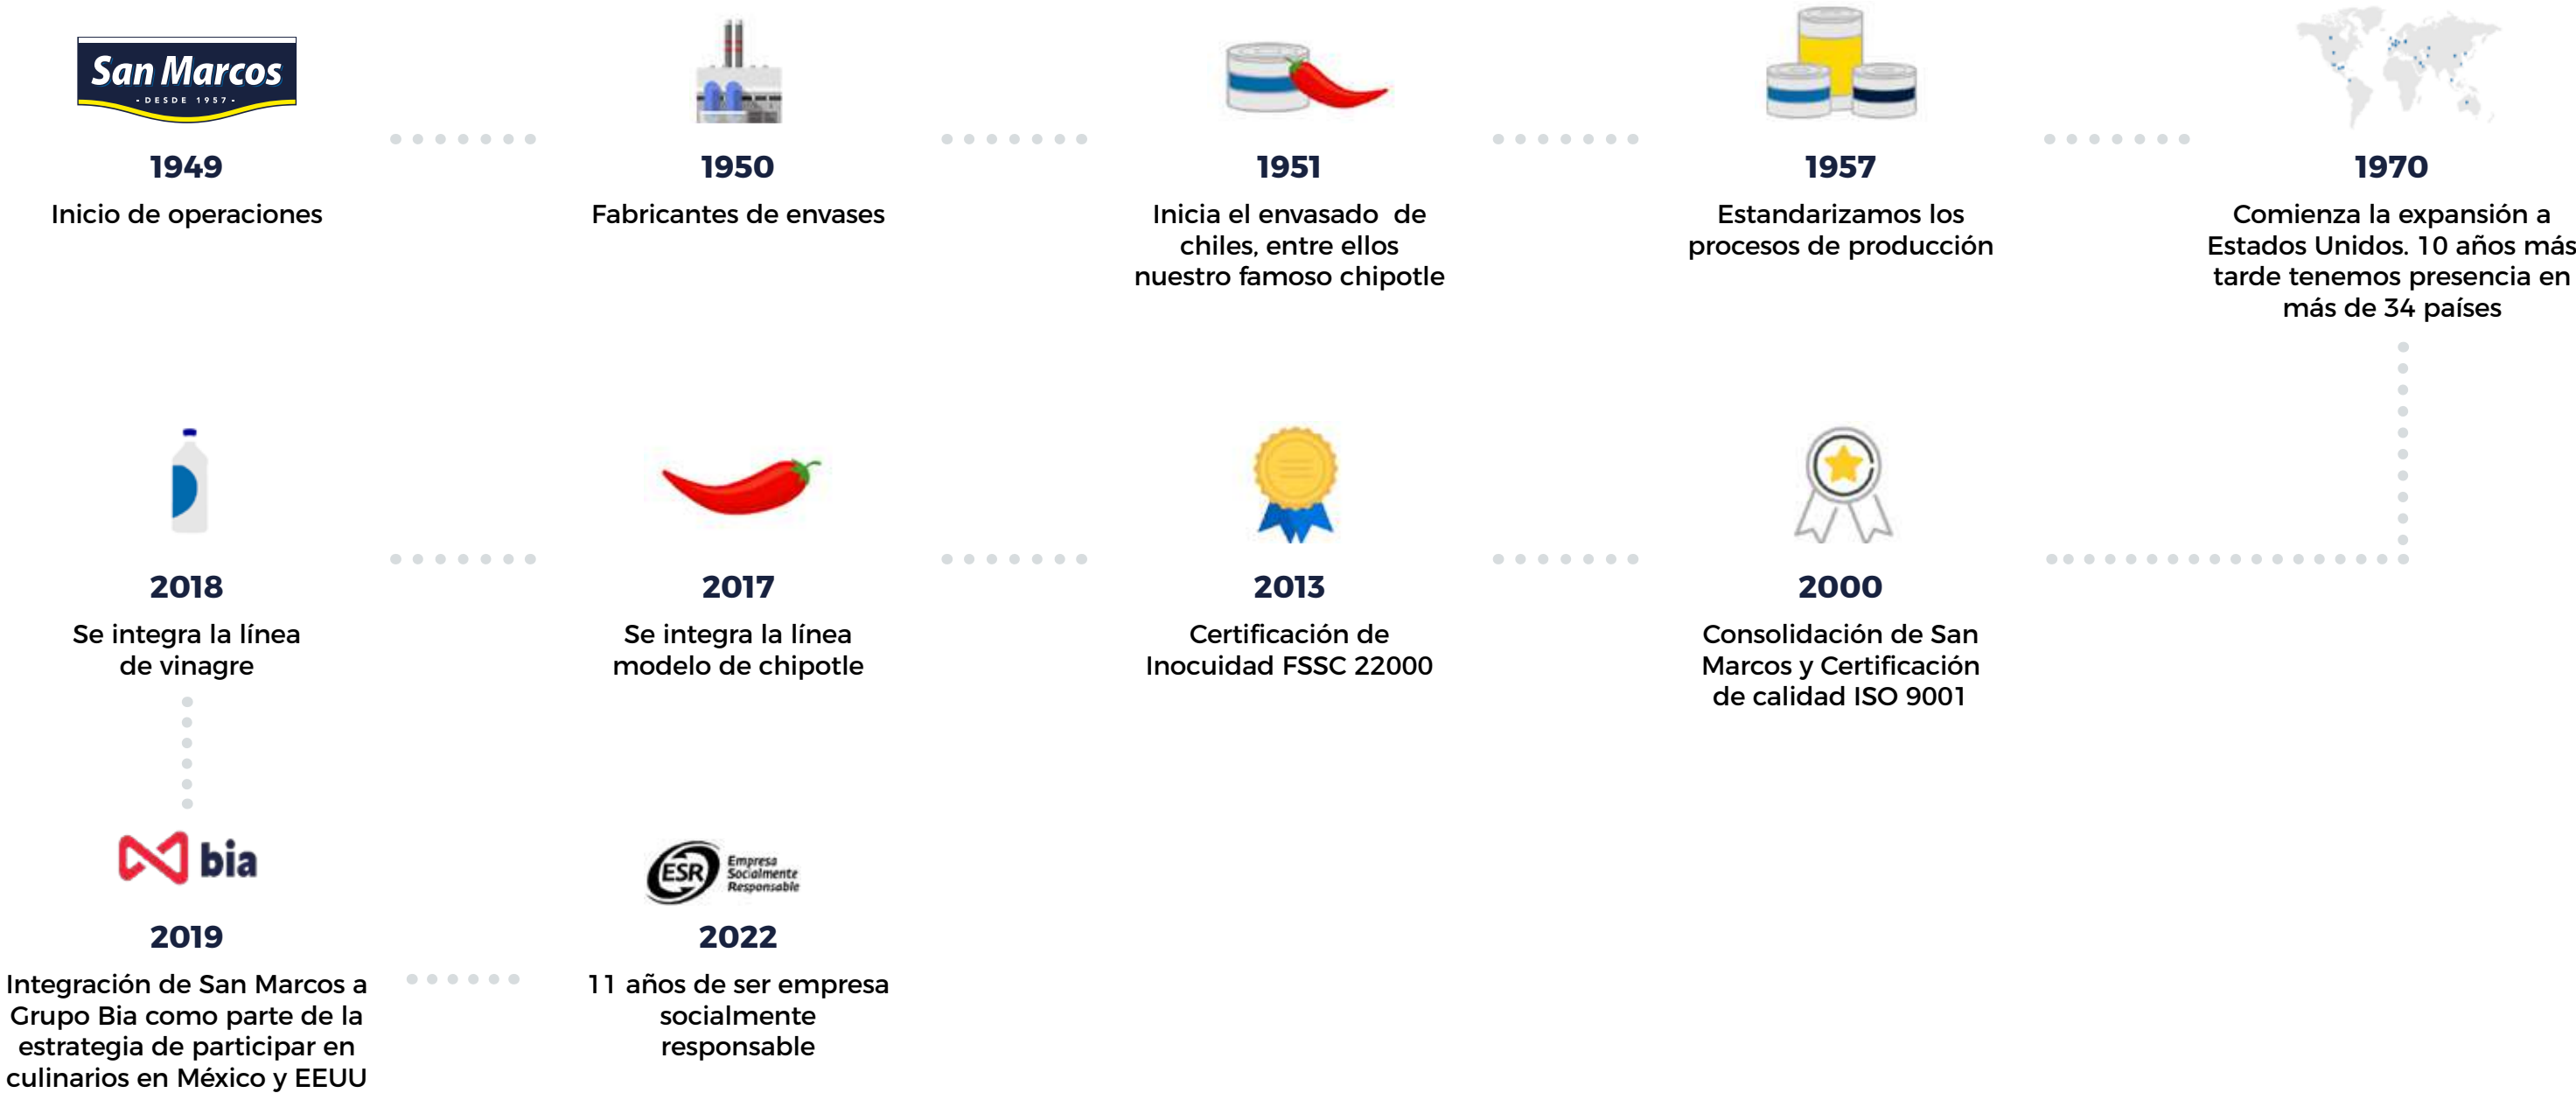 San Marcos
• DESDE 1957 •
1949
Inicio de operaciones
1950
Fabricantes de envases
1951
Inicia el envasado de
chiles, entre ellos
nuestro famoso chipotle
1957
Estandarizamos los
procesos de producción
1970
Comienza la expansión a
Estados Unidos. 10 años más
tarde tenemos presencia en
más de 34 países
2000
Consolidación de San
Marcos y Certificación
de calidad ISO 9001
2013
Certificación de
Inocuidad FSSC 22000
2017
Se integra la línea
modelo de chipotle
2018
Se integra la línea
de vinagre
bia
2019
Integración de San Marcos a
Grupo Bia como parte de la
estrategia de participar en
culinarios en México y EEUU
ESR
Empresa
Socialmente
Responsable
2022
11 años de ser empresa
socialmente
responsable